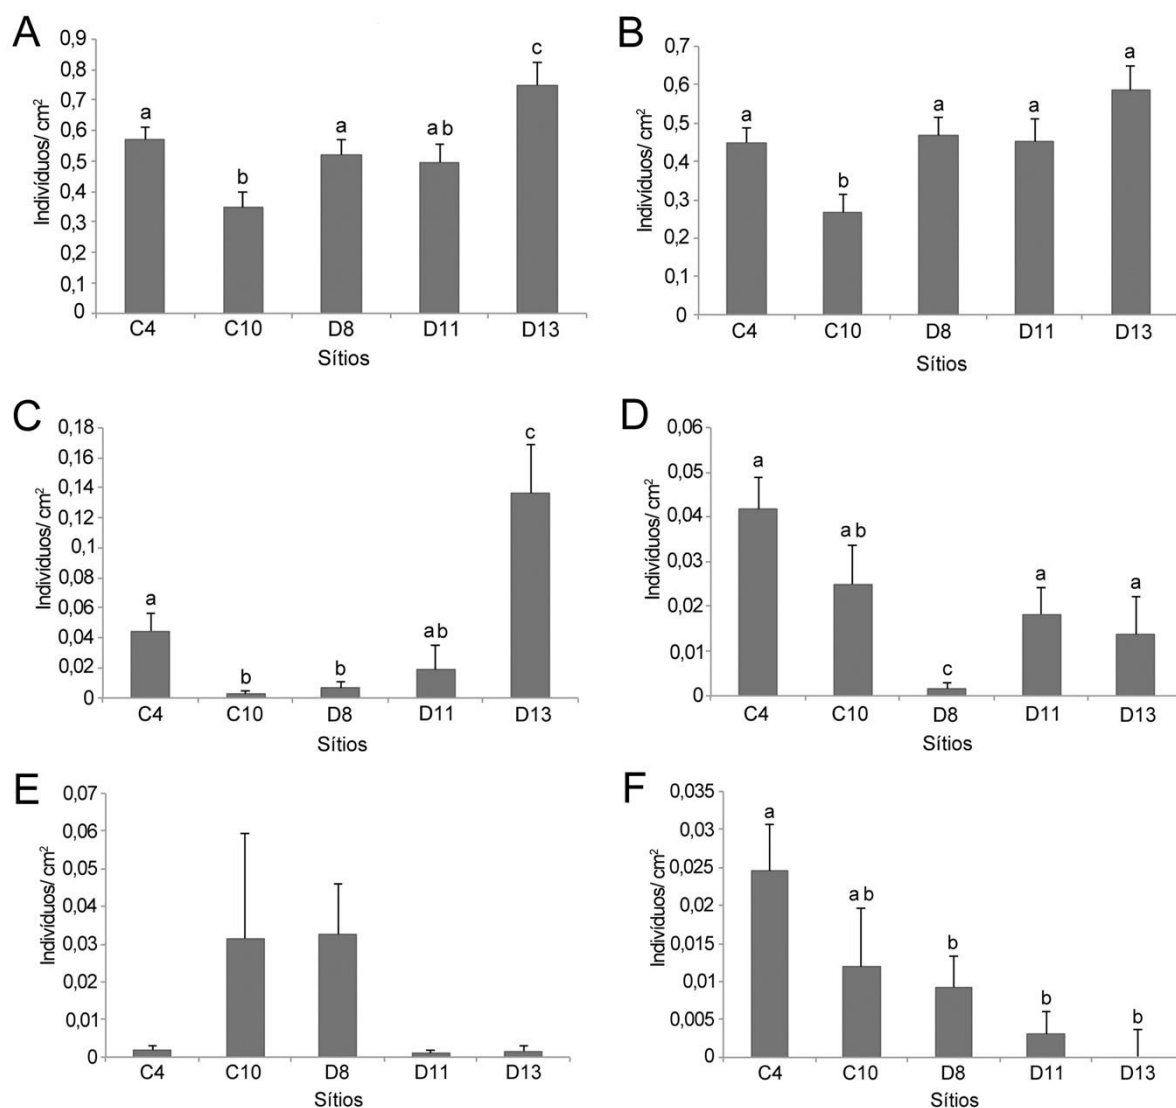 A
Indivíduos/ cm²
0,9
0,8
0,7
0,6
0,5
0,4
0,3
0,2
0,1
0
a
b
a
a b
c
C4 C10 D8 D11 D13
Sítios
B
Indivíduos/ cm²
0,7
0,6
0,5
0,4
0,3
0,2
0,1
0
a
b
a
a
a
C4 C10 D8 D11 D13
Sítios
C
Indivíduos/ cm²
0,18
0,16
0,14
0,12
0,1
0,08
0,06
0,04
0,02
0
a
b
b
a b
c
C4 C10 D8 D11 D13
Sítios
D
Indivíduos/ cm²
0,06
0,05
0,04
0,03
0,02
0,01
0
a
a b
c
a
a
C4 C10 D8 D11 D13
Sítios
E
Indivíduos/ cm²
0,07
0,06
0,05
0,04
0,03
0,02
0,01
0
C4 C10 D8 D11 D13
Sítios
F
Indivíduos/ cm²
0,035
0,03
0,025
0,02
0,015
0,01
0,005
0
a
a b
b
b
b
C4 C10 D8 D11 D13
Sítios